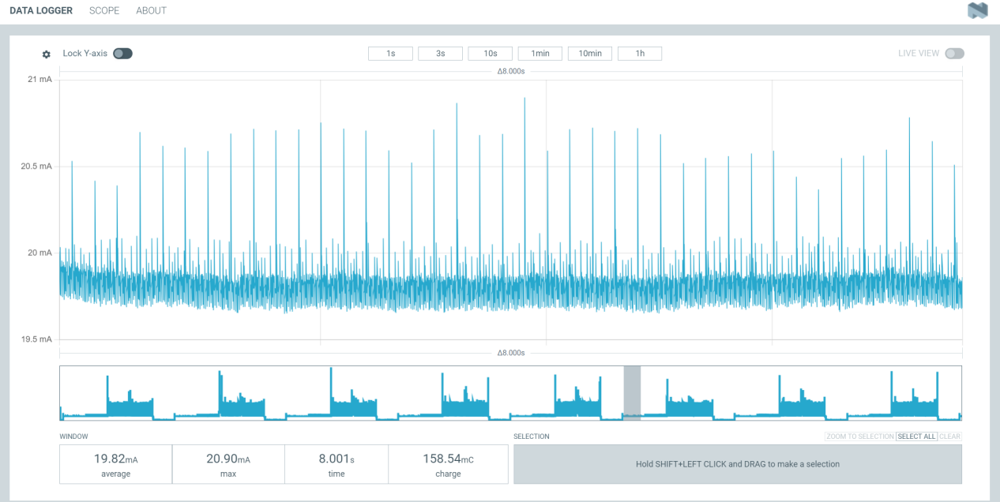 DATA LOGGER SCOPE ABOUT
Lock Y-axis 1s 3s 10s 1min 10min 1h LIVE VIEW
Δ8.000s
21 mA
20.5 mA
20 mA
19.5 mA
Δ8.000s
WINDOW SELECTION ZOOM TO SELECTION SELECT ALL CLEAR
19.82mA 20.90mA 8.001s 158.54mC
average max time charge
Hold SHIFT+LEFT CLICK and DRAG to make a selection